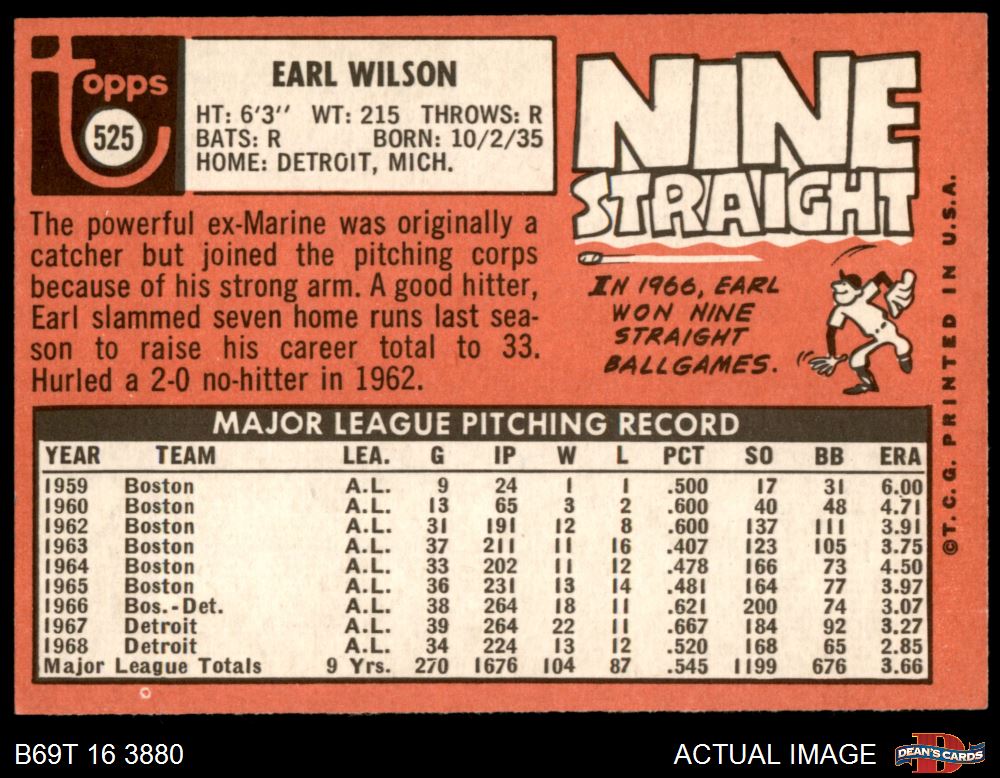 Topps
525
EARL WILSON
HT: 6'3" WT: 215 THROWS: R
BATS: R BORN: 10/2/35
HOME: DETROIT, MICH.
The powerful ex-Marine was originally a
catcher but joined the pitching corps
because of his strong arm. A good hitter,
Earl slammed seven home runs last sea-
son to raise his career total to 33.
Hurled a 2-0 no-hitter in 1962.
NINE
STRAIGHT
IN 1966, EARL
WON NINE
STRAIGHT
BALLGAMES.
©T.C.G. PRINTED IN U.S.A.
MAJOR LEAGUE PITCHING RECORD
YEAR TEAM LEA. G IP W L PCT SO BB ERA
1959 Boston A.L. 9 24 1 1 .500 17 31 6.00
1960 Boston A.L. 13 65 3 2 .600 40 48 4.71
1962 Boston A.L. 31 191 12 8 .600 137 111 3.91
1963 Boston A.L. 37 211 11 16 .407 123 105 3.75
1964 Boston A.L. 33 202 11 12 .478 166 73 4.50
1965 Boston A.L. 36 231 13 14 .481 164 77 3.97
1966 Bos.-Det. A.L. 38 264 18 11 .621 200 74 3.07
1967 Detroit A.L. 39 264 22 11 .667 184 92 3.27
1968 Detroit A.L. 34 224 13 12 .520 168 65 2.85
Major League Totals 9 Yrs. 270 1676 104 87 .545 1199 676 3.66
B69T 16 3880
ACTUAL IMAGE
DEAN'S CARDS